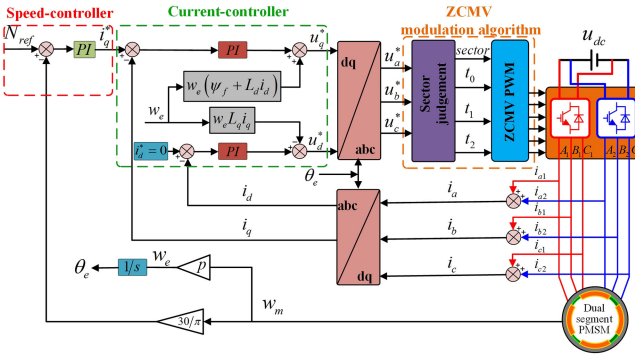 Speed-controller
Current-controller
ZCMV
modulation algorithm
N_ref
PI
i_q^*
PI
u_q^*
w_e(ψ_f + L_d i_d)
w_e
w_e L_q i_q
i_d^*=0
PI
u_d^*
dq
abc
u_a^*
u_b^*
u_c^*
Sector
judgement
sector
t_0
t_1
t_2
ZCMV PWM
u_dc
A_1 B_1 C_1
A_2 B_2 C
θ_e
abc
dq
i_d
i_q
i_a
i_b
i_c
i_a1
i_a2
i_b1
i_b2
i_c1
i_c2
θ_e
1/s
w_e
p
w_m
30/π
Dual
segment
PMSM